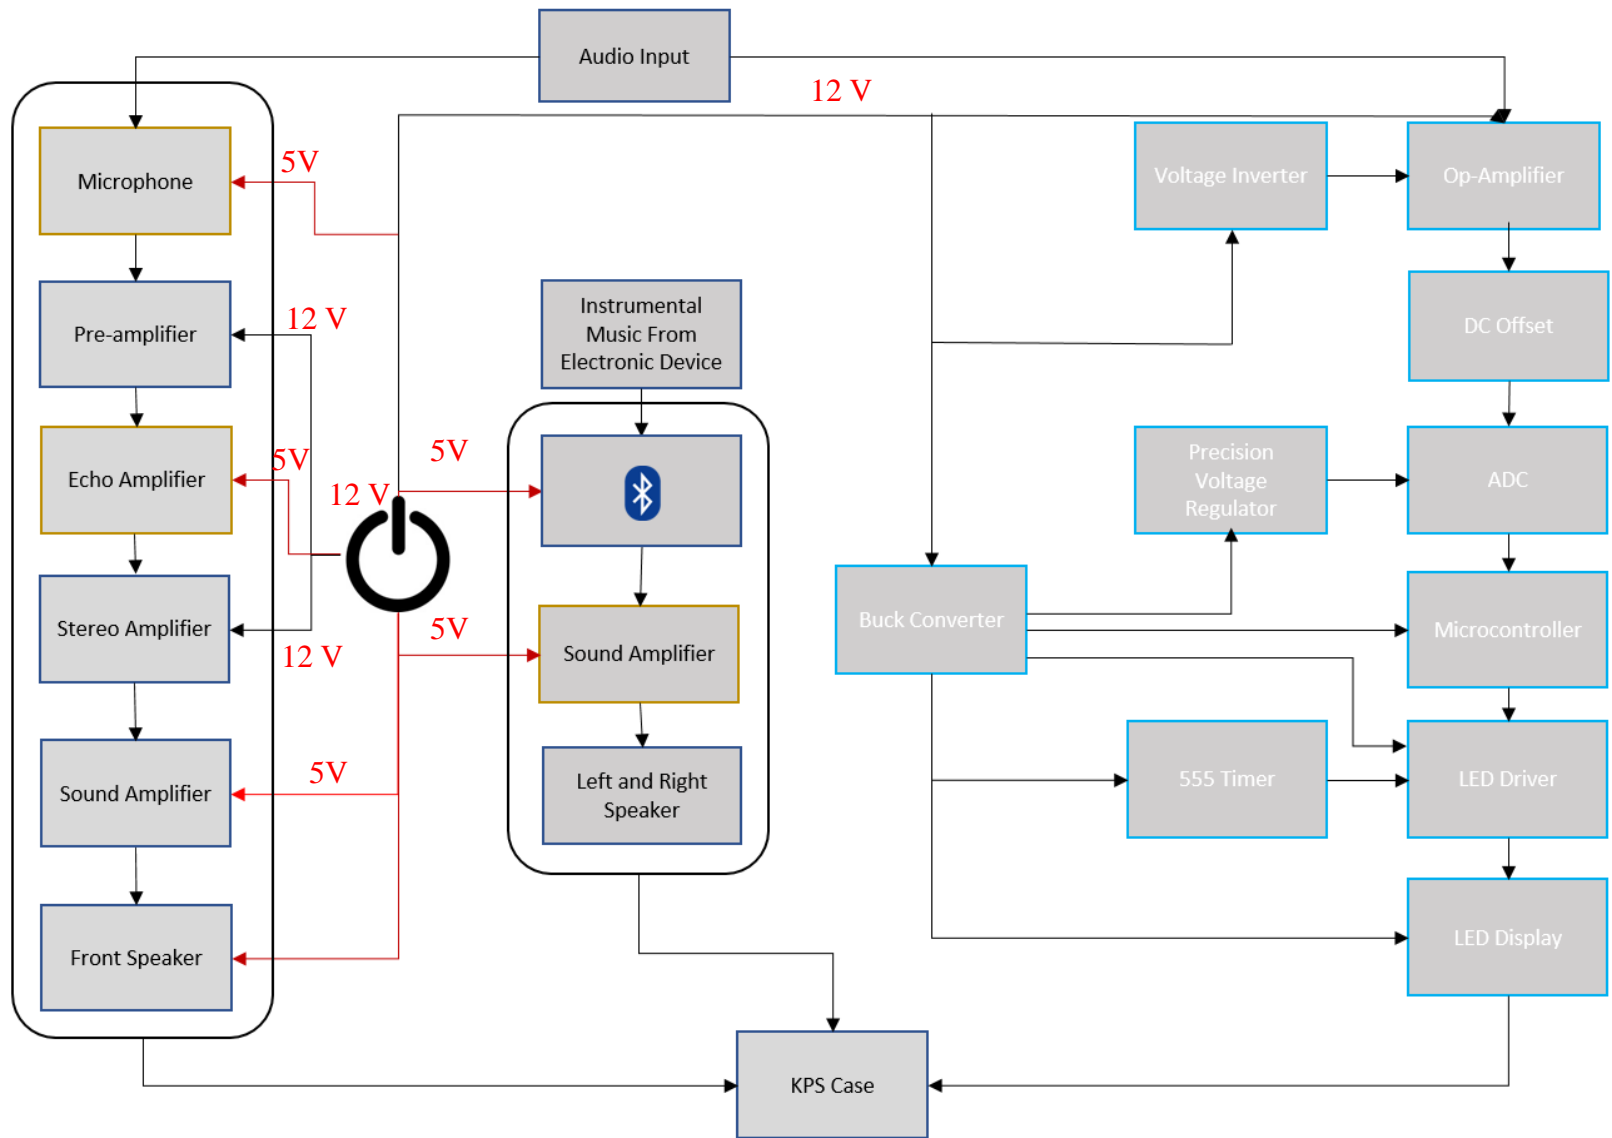 Audio Input
12 V
Microphone
5V
Voltage Inverter
Op-Amplifier
Pre-amplifier
12 V
Instrumental
Music From
Electronic Device
DC Offset
Echo Amplifier
5V
12 V
5V
Precision
Voltage
Regulator
ADC
Stereo Amplifier
12 V
5V
Sound Amplifier
Buck Converter
Microcontroller
Sound Amplifier
5V
Left and Right
Speaker
555 Timer
LED Driver
Front Speaker
LED Display
KPS Case